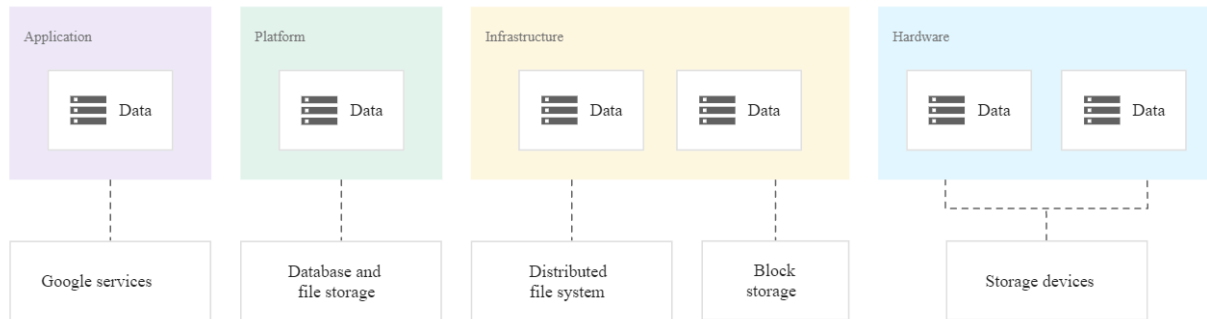 Application
Platform
Infrastructure
Hardware
Data
Data
Data
Data
Data
Data
Google services
Database and
file storage
Distributed
file system
Block
storage
Storage devices